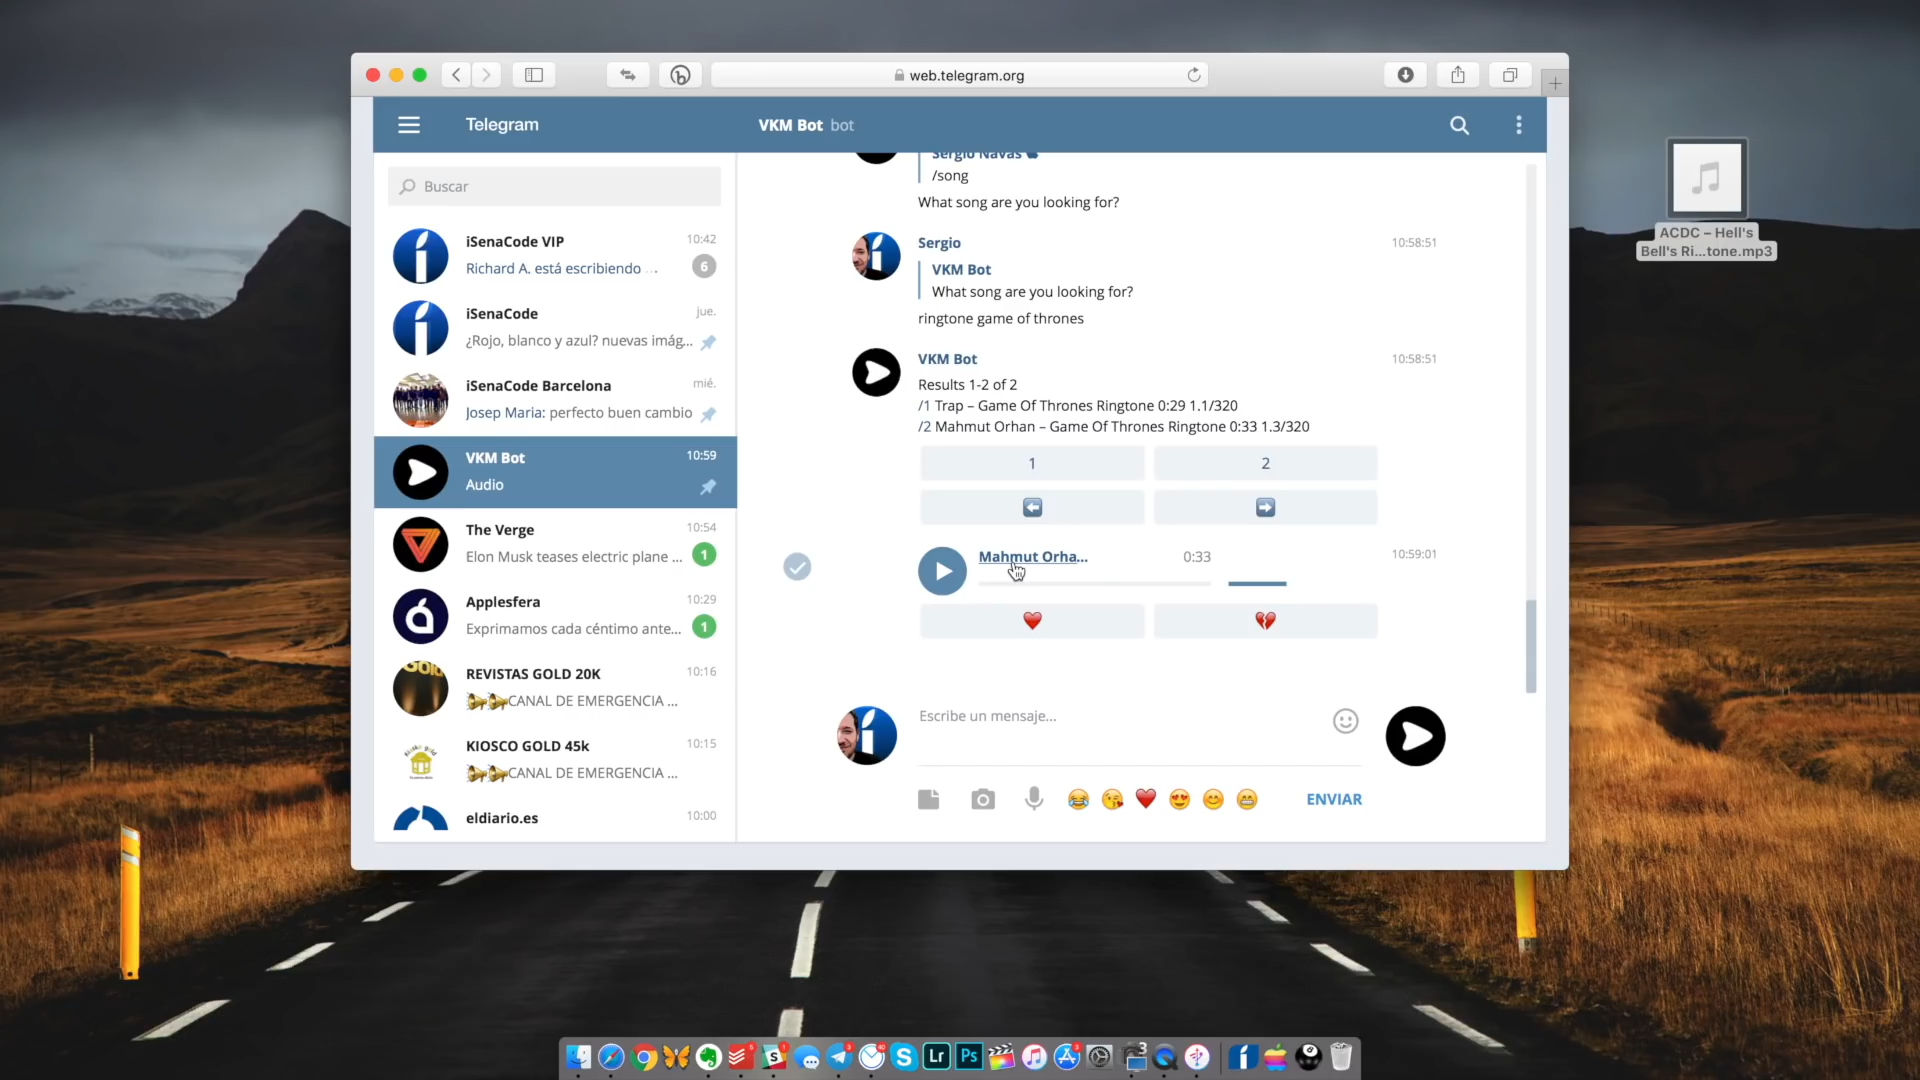 web.telegram.org
Telegram
VKM Bot bot
Buscar
iSenaCode VIP 10:42
Richard A. está escribiendo ... 6
iSenaCode jue.
¿Rojo, blanco y azul? nuevas imág...
iSenaCode Barcelona mié.
Josep Maria: perfecto buen cambio
VKM Bot 10:59
Audio
The Verge 10:54
Elon Musk teases electric plane ... 1
Applesfera 10:29
Exprimamos cada céntimo ante... 1
REVISTAS GOLD 20K 10:16
CANAL DE EMERGENCIA ...
KIOSCO GOLD 45k 10:15
CANAL DE EMERGENCIA ...
eldiario.es 10:00
Sergio Navas
/song
What song are you looking for?
Sergio 10:58:51
VKM Bot
What song are you looking for?
ringtone game of thrones
VKM Bot 10:58:51
Results 1-2 of 2
/1 Trap – Game Of Thrones Ringtone 0:29 1.1/320
/2 Mahmut Orhan – Game Of Thrones Ringtone 0:33 1.3/320
1 2
Mahmut Orha... 0:33 10:59:01
Escribe un mensaje...
ENVIAR
ACDC – Hell's
Bell's Ri...tone.mp3
Lr Ps 3